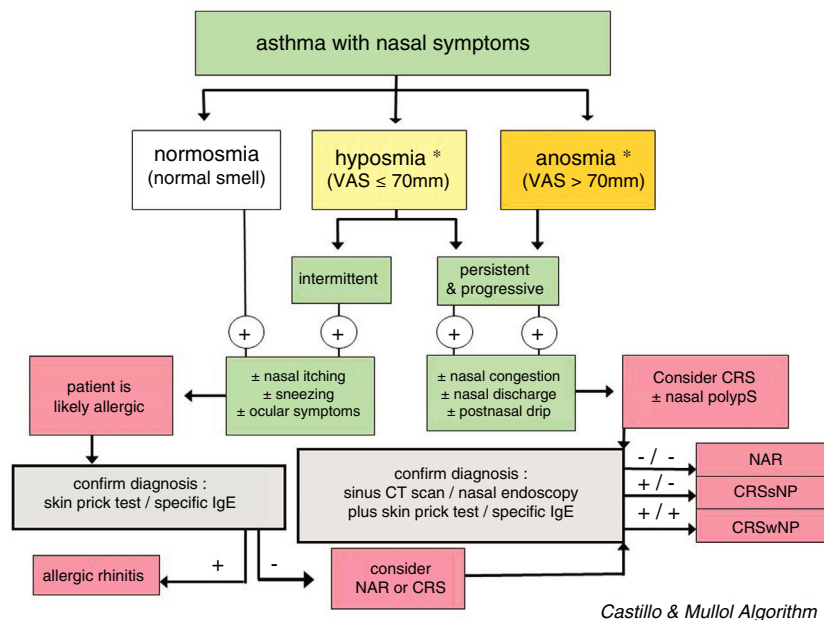 asthma with nasal symptoms
normosmia
(normal smell)
hyposmia *
(VAS ≤ 70mm)
anosmia *
(VAS > 70mm)
intermittent
persistent
& progressive
+
+
+
+
patient is
likely allergic
± nasal itching
± sneezing
± ocular symptoms
± nasal congestion
± nasal discharge
± postnasal drip
Consider CRS
± nasal polypS
confirm diagnosis :
skin prick test / specific IgE
confirm diagnosis :
sinus CT scan / nasal endoscopy
plus skin prick test / specific IgE
- / -
NAR
+ / -
CRSsNP
+ / +
CRSwNP
allergic rhinitis
+
-
consider
NAR or CRS
Castillo & Mullol Algorithm